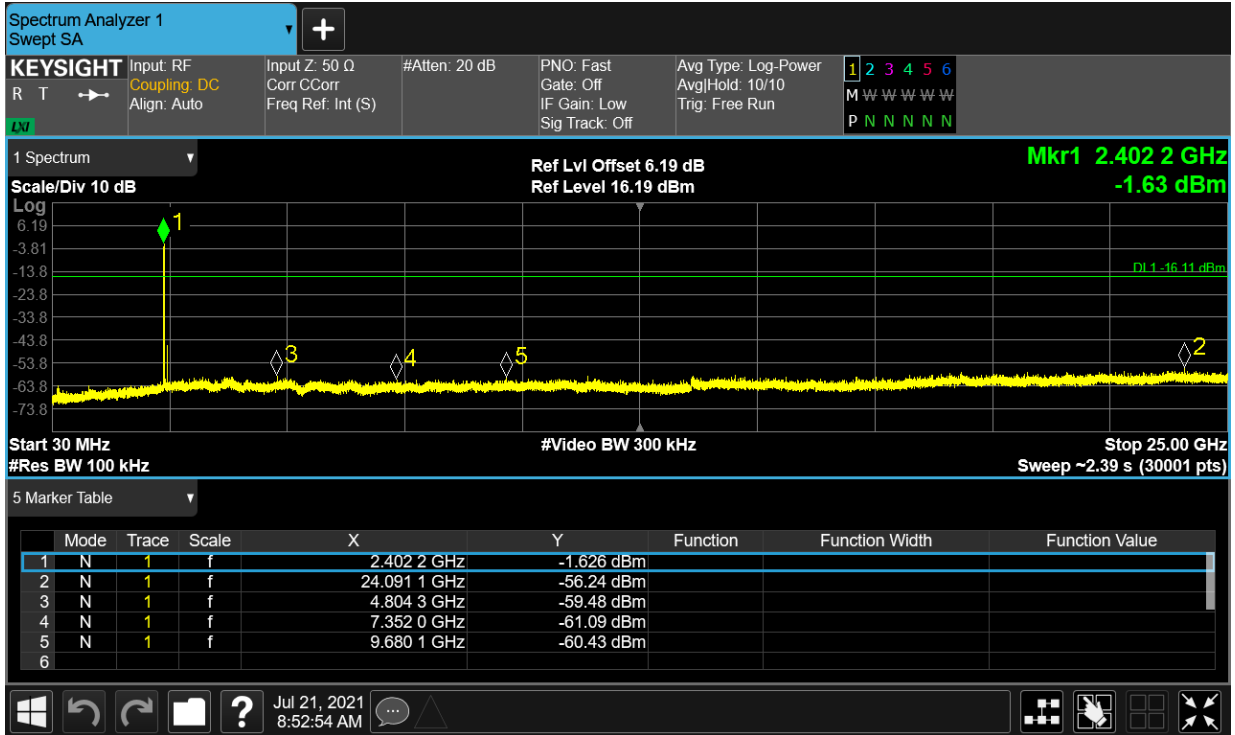 Spectrum Analyzer 1
Swept SA
KEYSIGHT
R T
LXI
Input: RF
Coupling: DC
Align: Auto
Input Z: 50 Ω
Corr CCorr
Freq Ref: Int (S)
#Atten: 20 dB
PNO: Fast
Gate: Off
IF Gain: Low
Sig Track: Off
Avg Type: Log-Power
Avg|Hold: 10/10
Trig: Free Run
1 2 3 4 5 6
M W W W W W
P N N N N N
1 Spectrum
Scale/Div 10 dB
Ref Lvl Offset 6.19 dB
Ref Level 16.19 dBm
Mkr1 2.402 2 GHz
-1.63 dBm
Log
6.19
-3.81
-13.8
-23.8
-33.8
-43.8
-53.8
-63.8
-73.8
1
3
4
5
2
DL1 -16.11 dBm
Start 30 MHz
#Video BW 300 kHz
Stop 25.00 GHz
#Res BW 100 kHz
Sweep ~2.39 s (30001 pts)
5 Marker Table
Mode Trace Scale X Y Function Function Width Function Value
1 N 1 f 2.402 2 GHz -1.626 dBm
2 N 1 f 24.091 1 GHz -56.24 dBm
3 N 1 f 4.804 3 GHz -59.48 dBm
4 N 1 f 7.352 0 GHz -61.09 dBm
5 N 1 f 9.680 1 GHz -60.43 dBm
6
?
Jul 21, 2021
8:52:54 AM